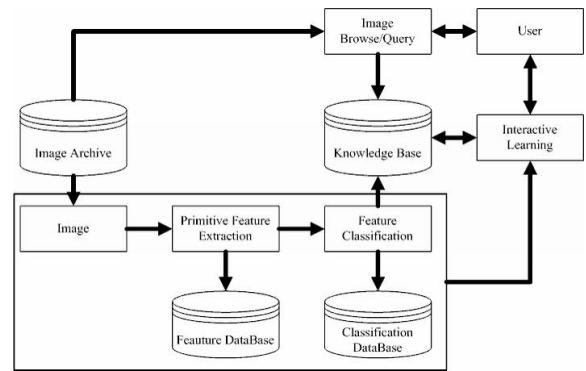 Image
Browse/Query
User
Image Archive
Knowledge Base
Interactive
Learning
Image
Primitive Feature
Extraction
Feature
Classification
Feauture DataBase
Classification
DataBase